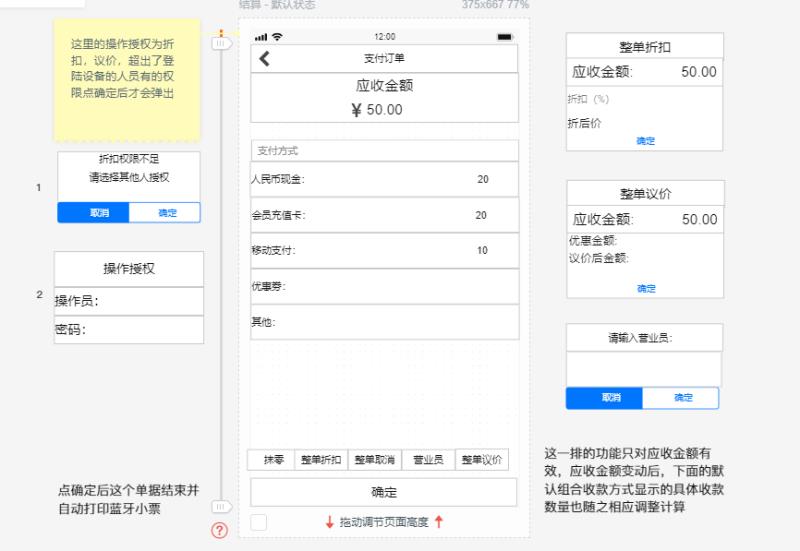 结算 - 默认状态
375x667 77%
这里的操作授权为折
扣，议价，超出了登
陆设备的人员有的权
限点确定后才会弹出
1
折扣权限不足
请选择其他人授权
取消
确定
2
操作授权
操作员：
密码：
点确定后这个单据结束并
自动打印蓝牙小票
12:00
支付订单
应收金额
¥ 50.00
支付方式
人民币现金： 20
会员充值卡： 20
移动支付： 10
优惠券：
其他：
抹零
整单折扣
整单取消
营业员
整单议价
确定
拖动调节页面高度
?
整单折扣
应收金额： 50.00
折扣（%）
折后价
确定
整单议价
应收金额： 50.00
优惠金额:
议价后金额:
确定
请输入营业员：
取消
确定
这一排的功能只对应收金额有
效，应收金额变动后，下面的默
认组合收款方式显示的具体收款
数量也随之相应调整计算